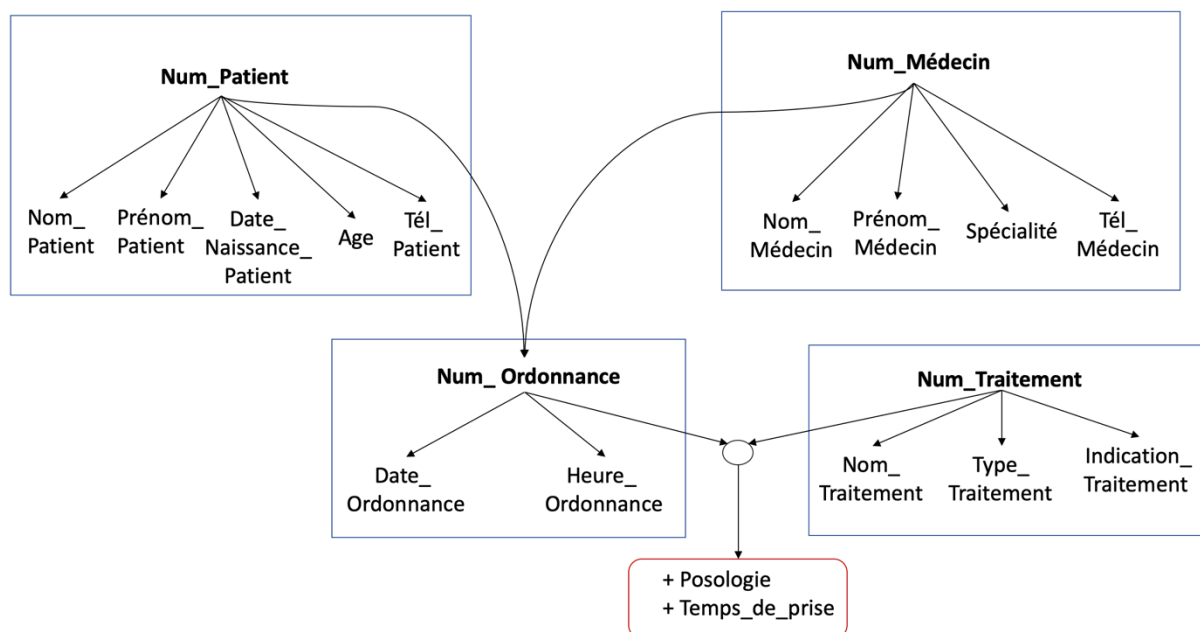 Num_Patient
Nom_
Patient
Prénom_
Patient
Date_
Naissance_
Patient
Age
Tél_
Patient
Num_Médecin
Nom_
Médecin
Prénom_
Médecin
Spécialité
Tél_
Médecin
Num_ Ordonnance
Date_
Ordonnance
Heure_
Ordonnance
Num_Traitement
Nom_
Traitement
Type_
Traitement
Indication_
Traitement
+ Posologie
+ Temps_de_prise